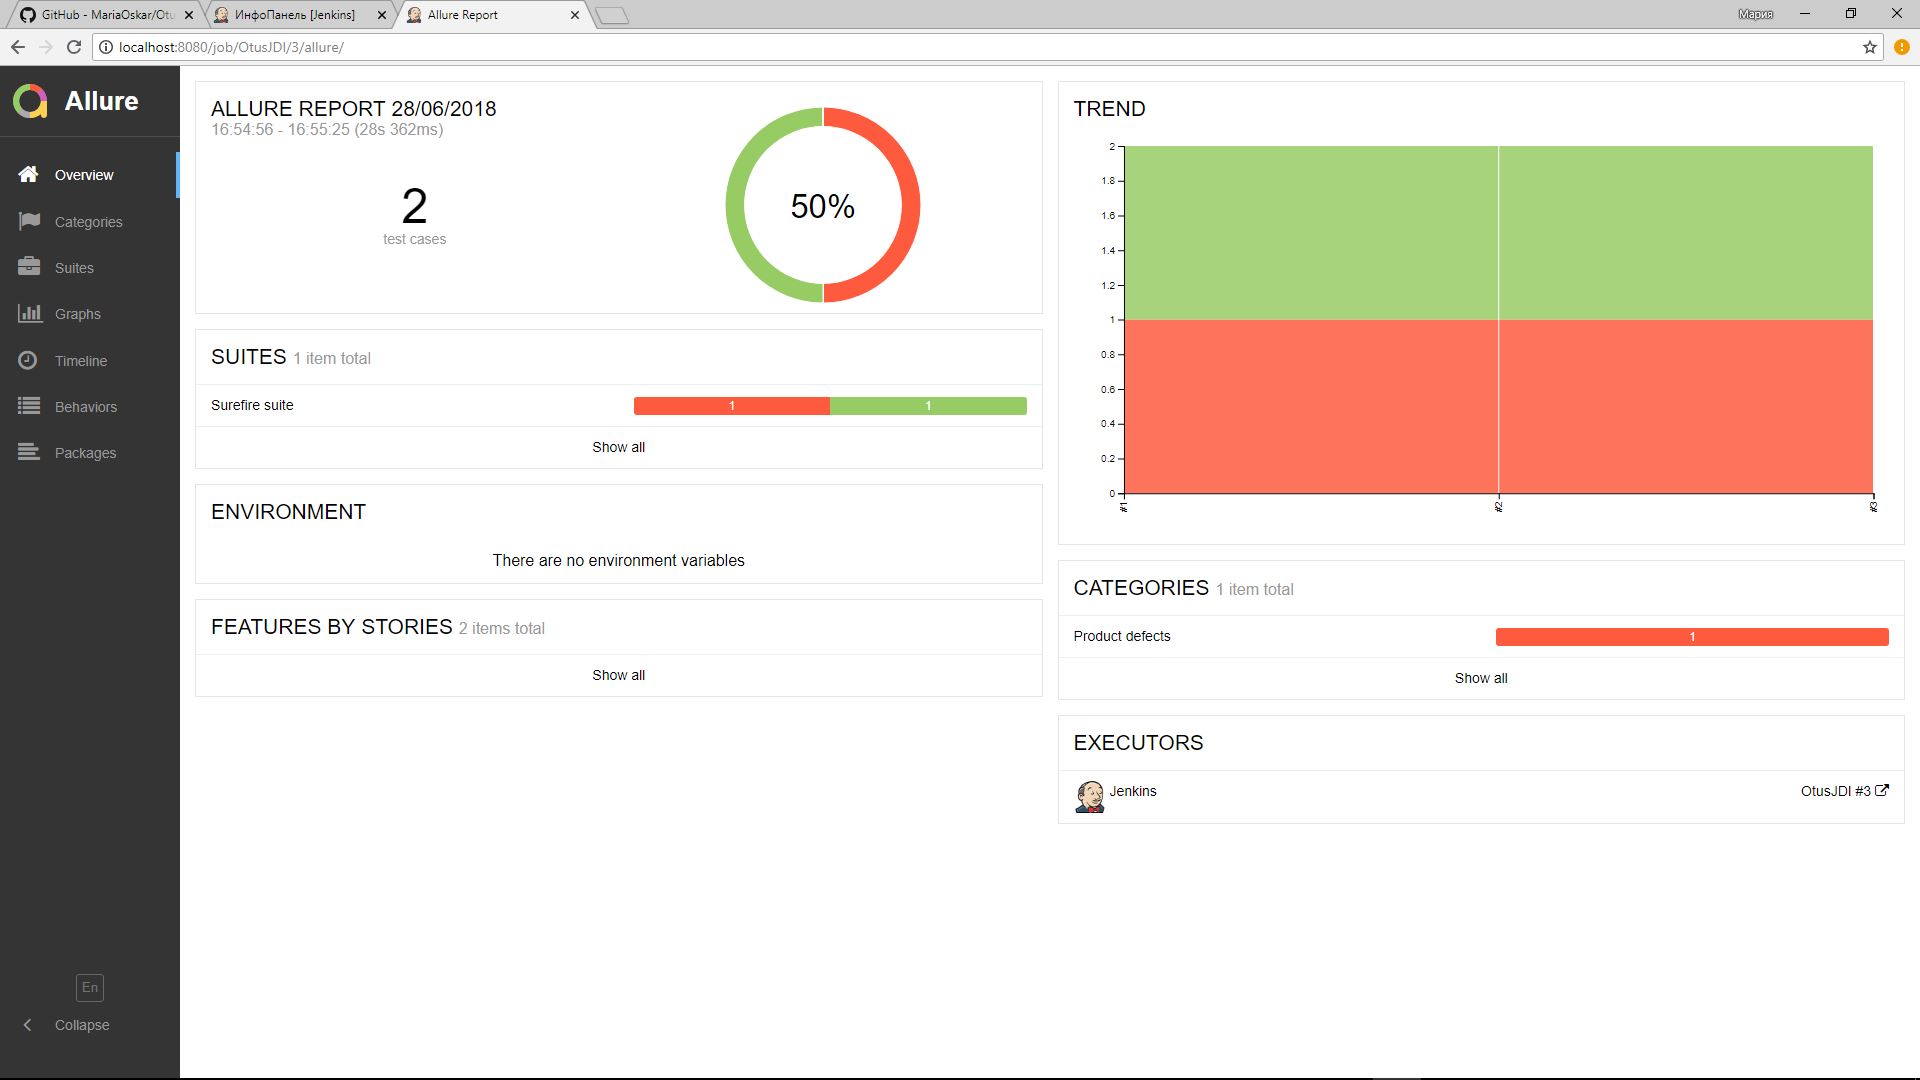 GitHub - MariaOskar/Otu
ИнфоПанель [Jenkins]
Allure Report
Мария
localhost:8080/job/OtusJDI/3/allure/
Allure
Overview
Categories
Suites
Graphs
Timeline
Behaviors
Packages
En
Collapse
ALLURE REPORT 28/06/2018
16:54:56 - 16:55:25 (28s 362ms)
2
test cases
50%
SUITES 1 item total
Surefire suite 1 1
Show all
ENVIRONMENT
There are no environment variables
FEATURES BY STORIES 2 items total
Show all
TREND
2
1.8
1.6
1.4
1.2
1
0.8
0.6
0.4
0.2
0
#1 #2 #3
CATEGORIES 1 item total
Product defects 1
Show all
EXECUTORS
Jenkins OtusJDI #3